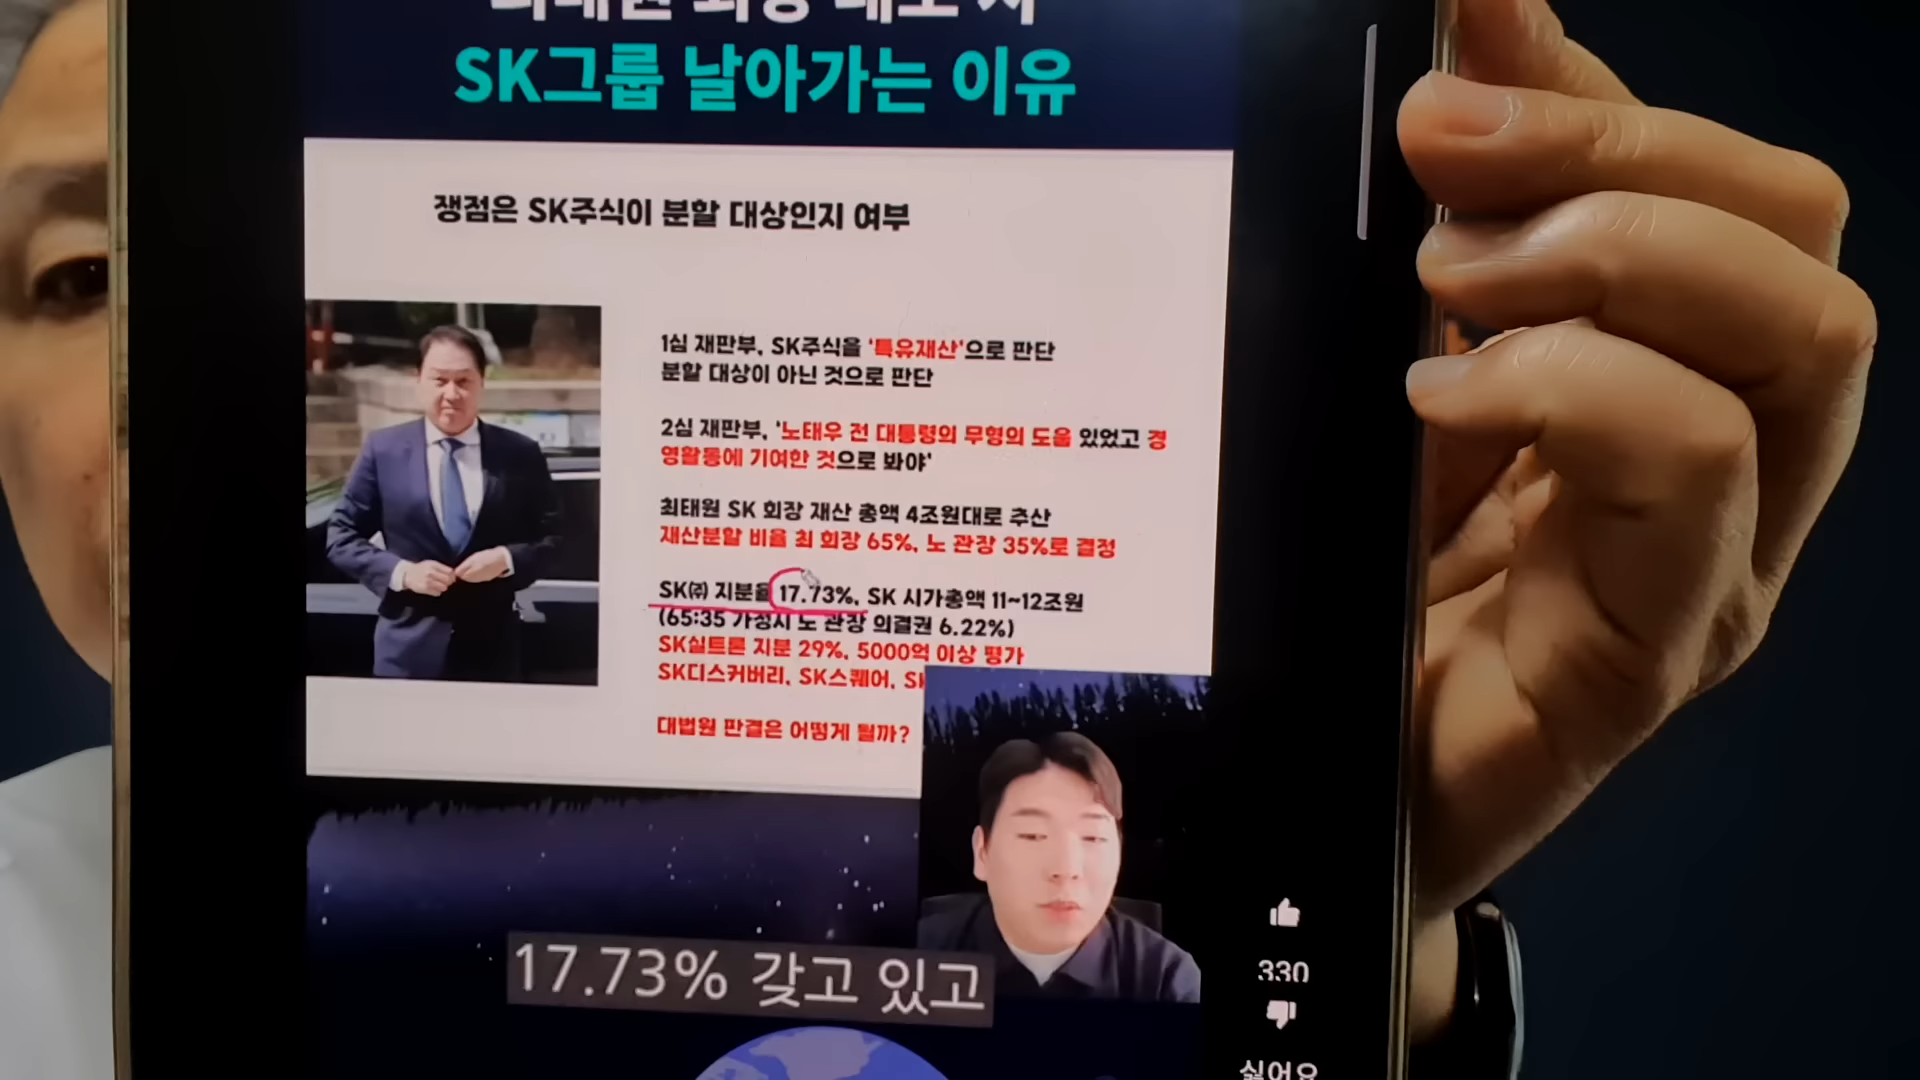 SK그룹 날아가는 이유
쟁점은 SK주식이 분할 대상인지 여부
1심 재판부, SK주식을 '특유재산'으로 판단
분할 대상이 아닌 것으로 판단
2심 재판부, '노태우 전 대통령의 무형의 도움 있었고 경
영활동에 기여한 것으로 봐야'
최태원 SK 회장 재산 총액 4조원대로 추산
재산분할 비율 최 회장 65%, 노 관장 35%로 결정
SK㈜ 지분율 17.73%, SK 시가총액 11~12조원
(65:35 가정시 노 관장 의결권 6.22%)
SK실트론 지분 29%, 5000억 이상 평가
SK디스커버리, SK스퀘어,
대법원 판결은 어떻게 될까?
17.73% 갖고 있고
330
싫어요